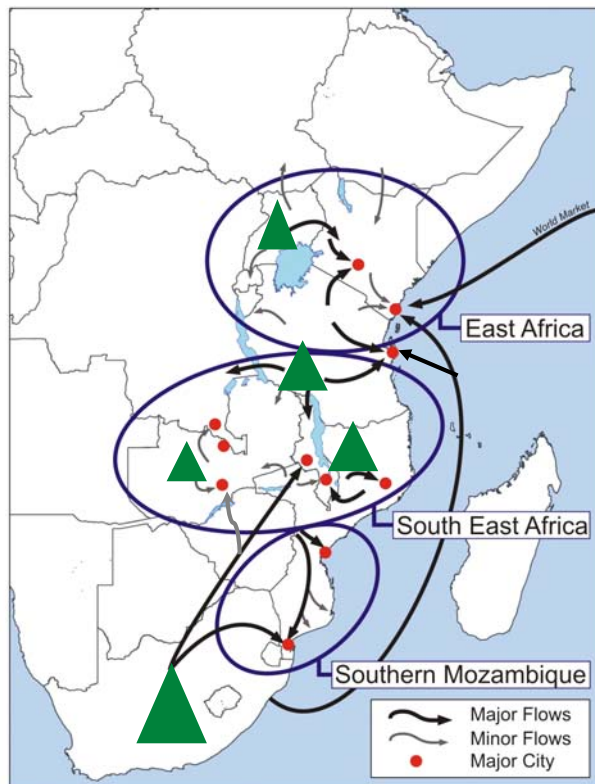 World Market
East Africa
South East Africa
Southern Mozambique
Major Flows
Minor Flows
Major City